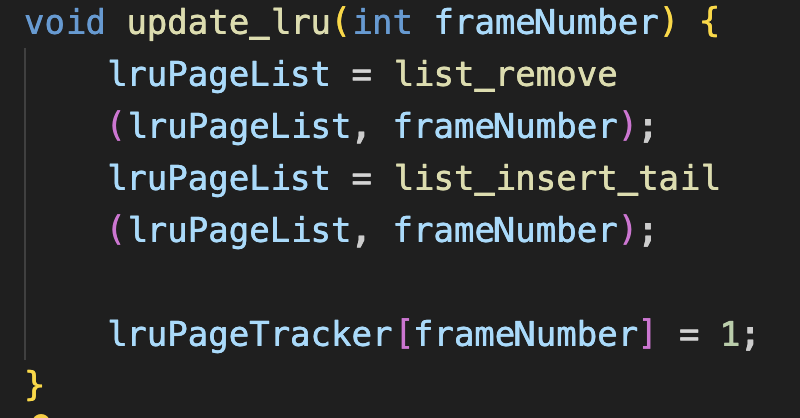 void update_lru(int frameNumber) {
lruPageList = list_remove
(lruPageList, frameNumber);
lruPageList = list_insert_tail
(lruPageList, frameNumber);
lruPageTracker[frameNumber] = 1;
}